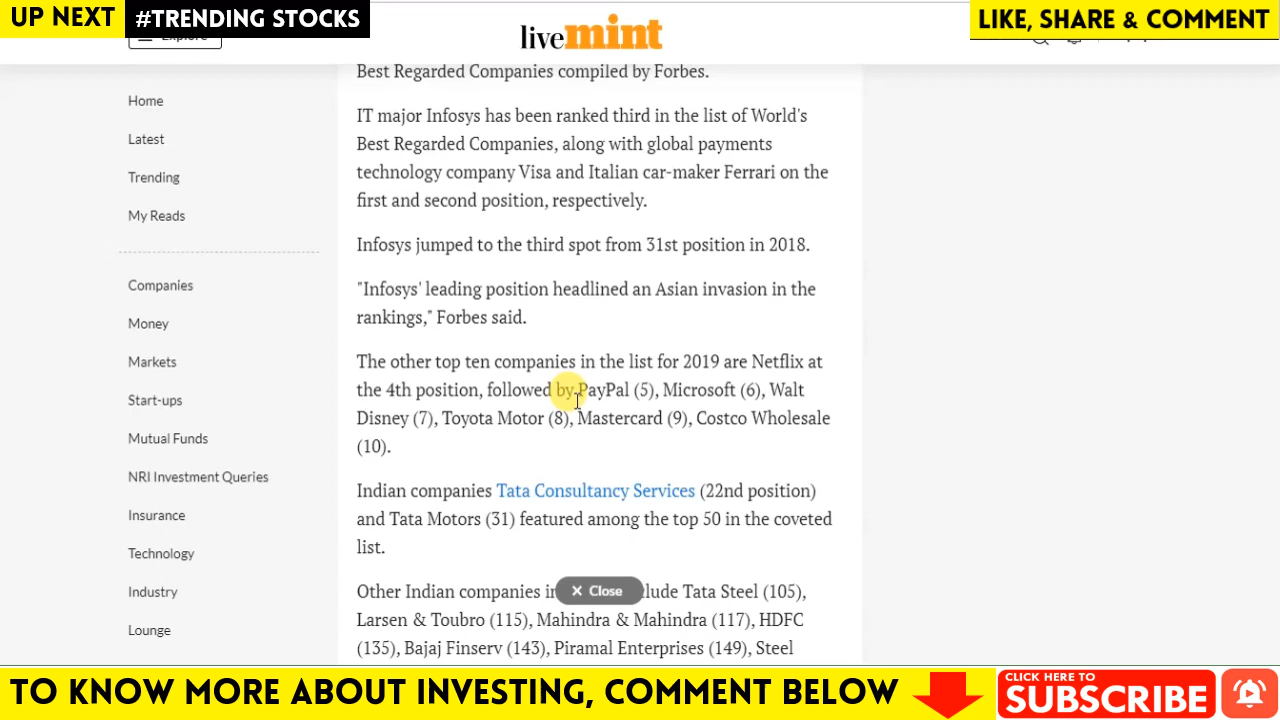 UP NEXT #TRENDING STOCKS
LIKE, SHARE & COMMENT
livemint
Explore
Home
Latest
Trending
My Reads
Companies
Money
Markets
Start-ups
Mutual Funds
NRI Investment Queries
Insurance
Technology
Industry
Lounge
Best Regarded Companies compiled by Forbes.
IT major Infosys has been ranked third in the list of World's
Best Regarded Companies, along with global payments
technology company Visa and Italian car-maker Ferrari on the
first and second position, respectively.
Infosys jumped to the third spot from 31st position in 2018.
"Infosys' leading position headlined an Asian invasion in the
rankings," Forbes said.
The other top ten companies in the list for 2019 are Netflix at
the 4th position, followed by PayPal (5), Microsoft (6), Walt
Disney (7), Toyota Motor (8), Mastercard (9), Costco Wholesale
(10).
Indian companies Tata Consultancy Services (22nd position)
and Tata Motors (31) featured among the top 50 in the coveted
list.
Other Indian companies Tata Steel (105),
× Close
Larsen & Toubro (115), Mahindra & Mahindra (117), HDFC
(135), Bajaj Finserv (143), Piramal Enterprises (149), Steel
TO KNOW MORE ABOUT INVESTING, COMMENT BELOW
CLICK HERE TO
SUBSCRIBE